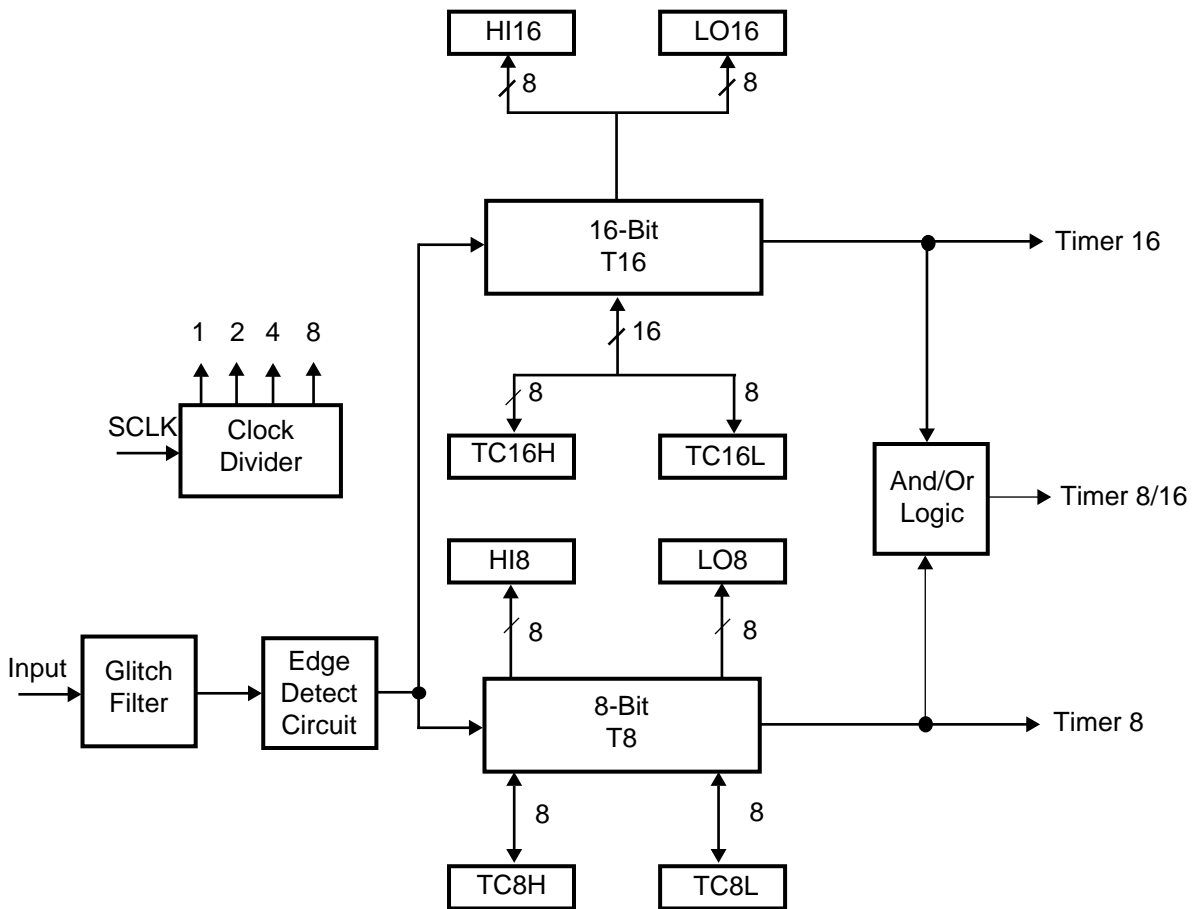 HI16
LO16
8
8
16-Bit
T16
Timer 16
1 2 4 8
16
SCLK
Clock
Divider
8
8
TC16H
TC16L
And/Or
Logic
Timer 8/16
HI8
LO8
8
8
Input
Glitch
Filter
Edge
Detect
Circuit
8-Bit
T8
Timer 8
8
8
TC8H
TC8L